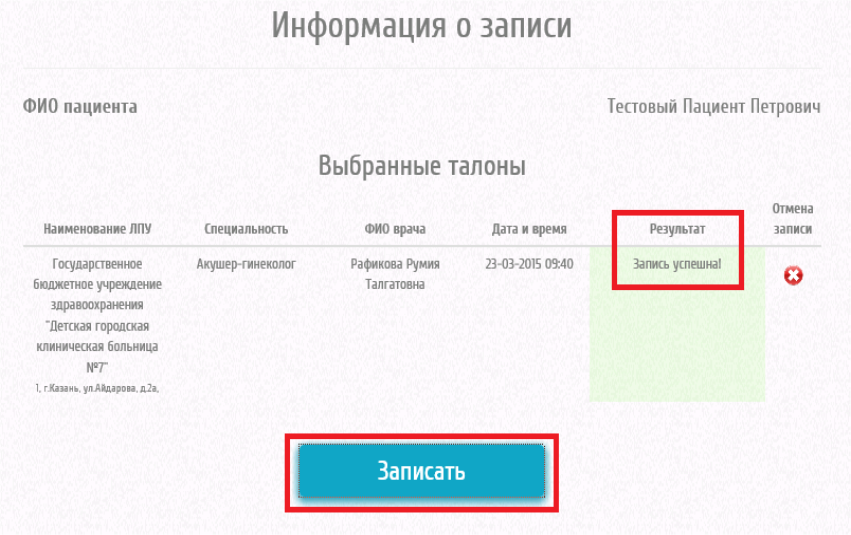 Информация о записи
ФИО пациента
Тестовый Пациент Петрович
Выбранные талоны
Наименование ЛПУ
Специальность
ФИО врача
Дата и время
Результат
Отмена
записи
Государственное
бюджетное учреждение
здравоохранения
"Детская городская
клиническая больница
№7"
1, г.Казань, ул.Айдарова, д.2а,
Акушер-гинеколог
Рафикова Румия
Талгатовна
23-03-2015 09:40
Запись успешна!
Записать